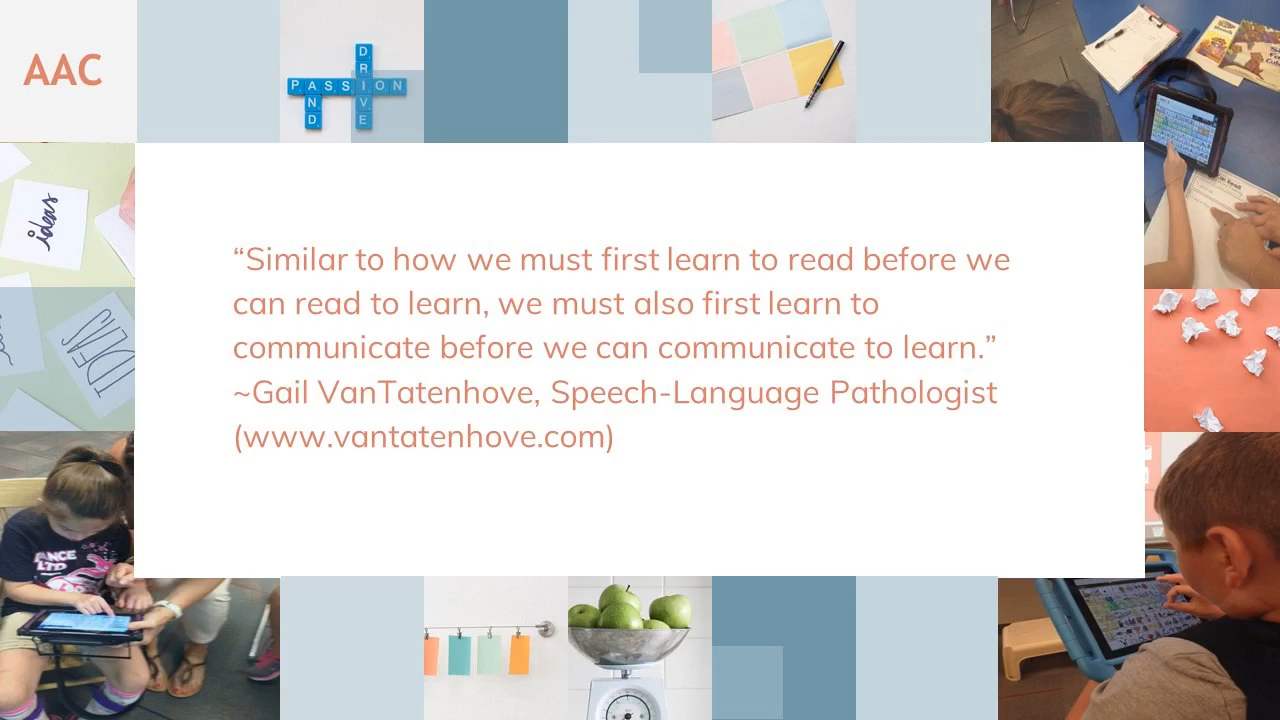 AAC
DRIVE
PASSION
AND
ideas
IDEAS
“Similar to how we must first learn to read before we
can read to learn, we must also first learn to
communicate before we can communicate to learn.”
~Gail VanTatenhove, Speech-Language Pathologist
(www.vantatenhove.com)